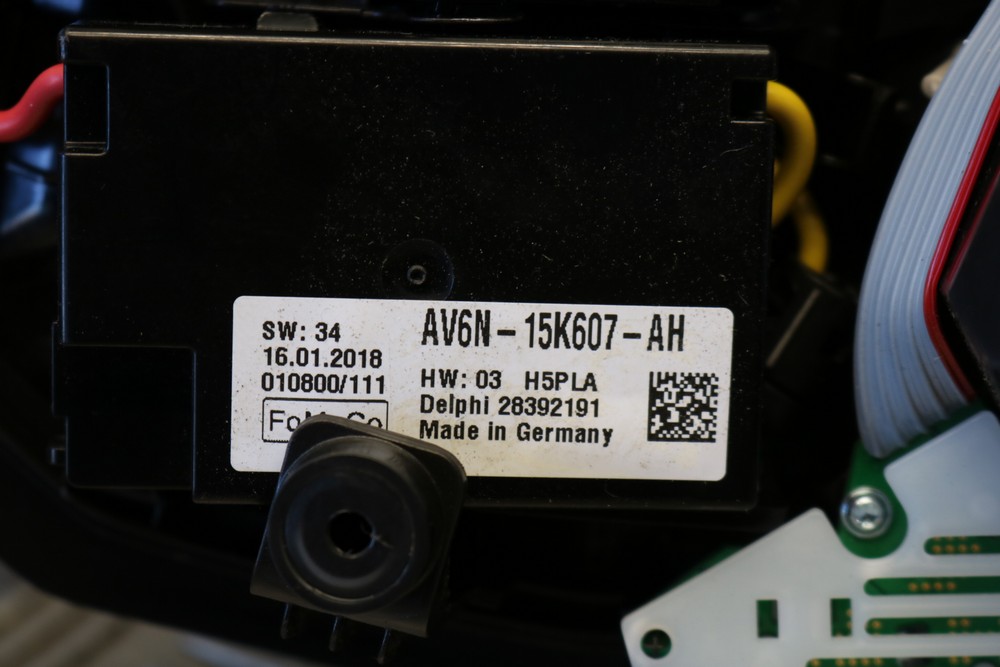 SW: 34
16.01.2018
010800/111
AV6N-15K607-AH
HW: 03 H5PLA
Delphi 28392191
Made in Germany